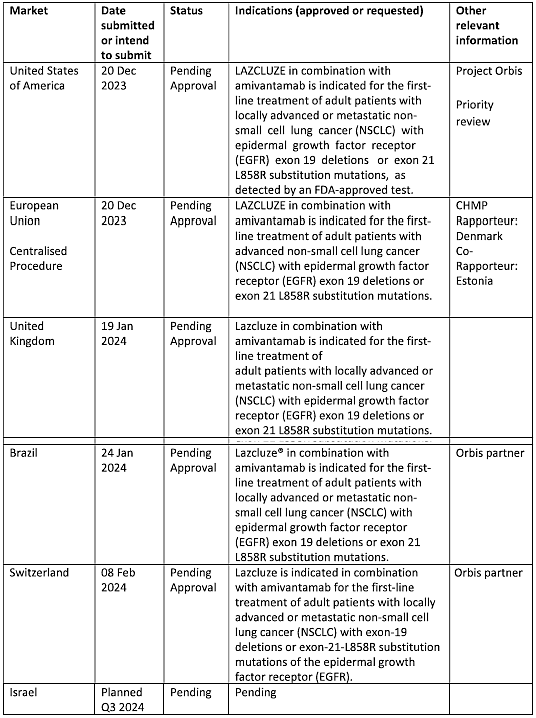 Market
Date
submitted
or intend
to submit
Status
Indications (approved or requested)
Other
relevant
information
United States
of America
20 Dec
2023
Pending
Approval
LAZCLUZE in combination with
amivantamab is indicated for the first-
line treatment of adult patients with
locally advanced or metastatic non-
small cell lung cancer (NSCLC) with
epidermal growth factor receptor
(EGFR) exon 19 deletions or exon 21
L858R substitution mutations, as
detected by an FDA-approved test.
Project Orbis
Priority
review
European
Union
Centralised
Procedure
20 Dec
2023
Pending
Approval
LAZCLUZE in combination with
amivantamab is indicated for the first-
line treatment of adult patients with
advanced non-small cell lung cancer
(NSCLC) with epidermal growth factor
receptor (EGFR) exon 19 deletions or
exon 21 L858R substitution mutations.
CHMP
Rapporteur:
Denmark
Co-
Rapporteur:
Estonia
United
Kingdom
19 Jan
2024
Pending
Approval
Lazcluze in combination with
amivantamab is indicated for the first-
line treatment of
adult patients with locally advanced or
metastatic non-small cell lung cancer
(NSCLC) with epidermal growth factor
receptor (EGFR) exon 19 deletions or
exon 21 L858R substitution mutations.
Brazil
24 Jan
2024
Pending
Approval
Lazcluze® in combination with
amivantamab is indicated for the first-
line treatment of adult patients with
locally advanced or metastatic non-
small cell lung cancer (NSCLC) with
epidermal growth factor receptor
(EGFR) exon 19 deletions or exon 21
L858R substitution mutations.
Orbis partner
Switzerland
08 Feb
2024
Pending
Approval
Lazcluze is indicated in combination
with amivantamab for the first-line
treatment of adult patients with locally
advanced or metastatic non-small cell
lung cancer (NSCLC) with exon-19
deletions or exon-21-L858R substitution
mutations of the epidermal growth
factor receptor (EGFR).
Orbis partner
Israel
Planned
Q3 2024
Pending
Pending